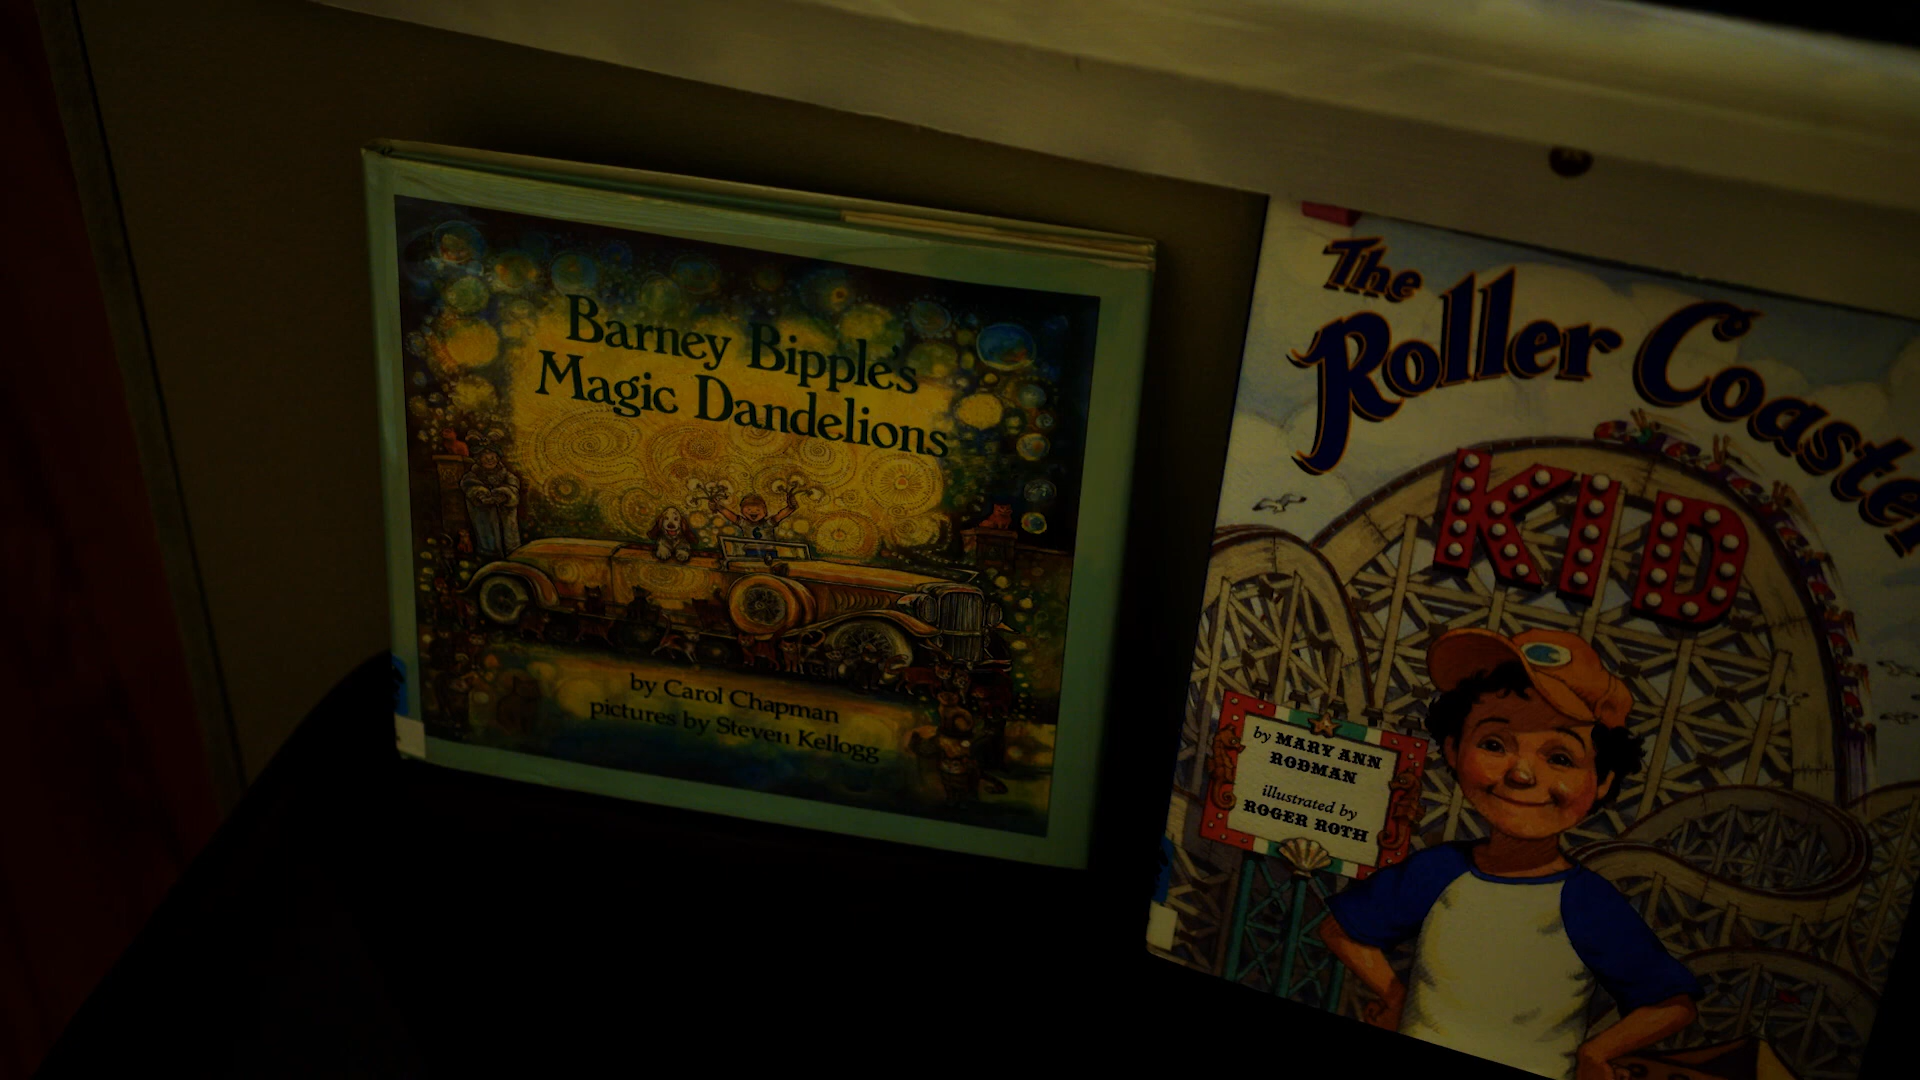 Barney Bipple's
Magic Dandelions
by Carol Chapman
pictures by Steven Kellogg
The
Roller Coaster
KID
by MARY ANN
RODMAN
illustrated by
ROGER ROTH